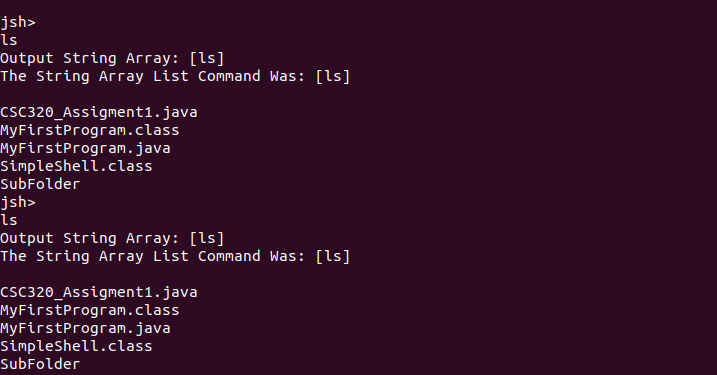 jsh>
ls
Output String Array: [ls]
The String Array List Command Was: [ls]
CSC320_Assigment1.java
MyFirstProgram.class
MyFirstProgram.java
SimpleShell.class
SubFolder
jsh>
ls
Output String Array: [ls]
The String Array List Command Was: [ls]
CSC320_Assigment1.java
MyFirstProgram.class
MyFirstProgram.java
SimpleShell.class
SubFolder